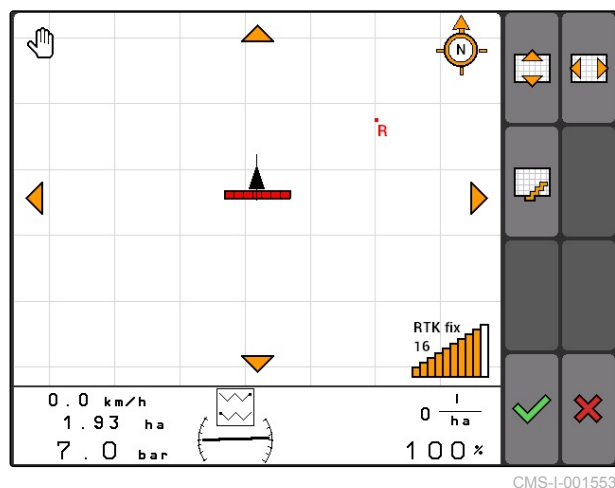 N
R
RTK fix
16
0.0 km/h
1.93 ha
7.0 bar
0 l/ha
100%
CMS-I-001553